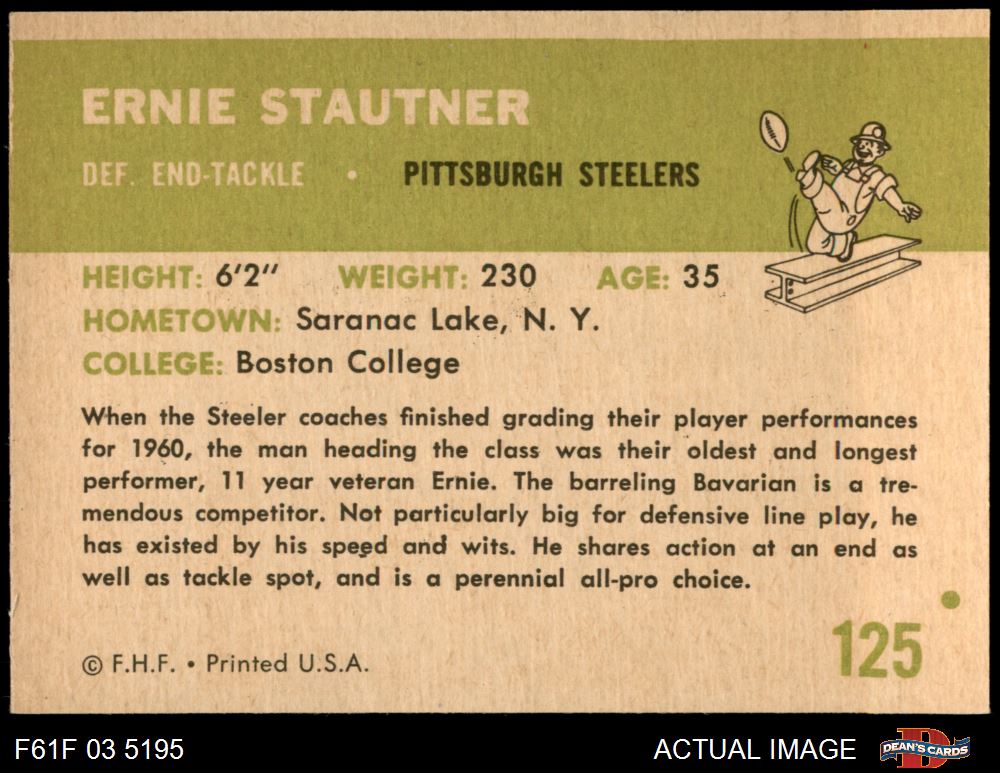 ERNIE STAUTNER
DEF. END-TACKLE • PITTSBURGH STEELERS
HEIGHT: 6'2" WEIGHT: 230 AGE: 35
HOMETOWN: Saranac Lake, N. Y.
COLLEGE: Boston College
When the Steeler coaches finished grading their player performances
for 1960, the man heading the class was their oldest and longest
performer, 11 year veteran Ernie. The barreling Bavarian is a tre-
mendous competitor. Not particularly big for defensive line play, he
has existed by his speed and wits. He shares action at an end as
well as tackle spot, and is a perennial all-pro choice.
125
© F.H.F. • Printed U.S.A.
F61F 03 5195 ACTUAL IMAGE DEAN'S CARDS